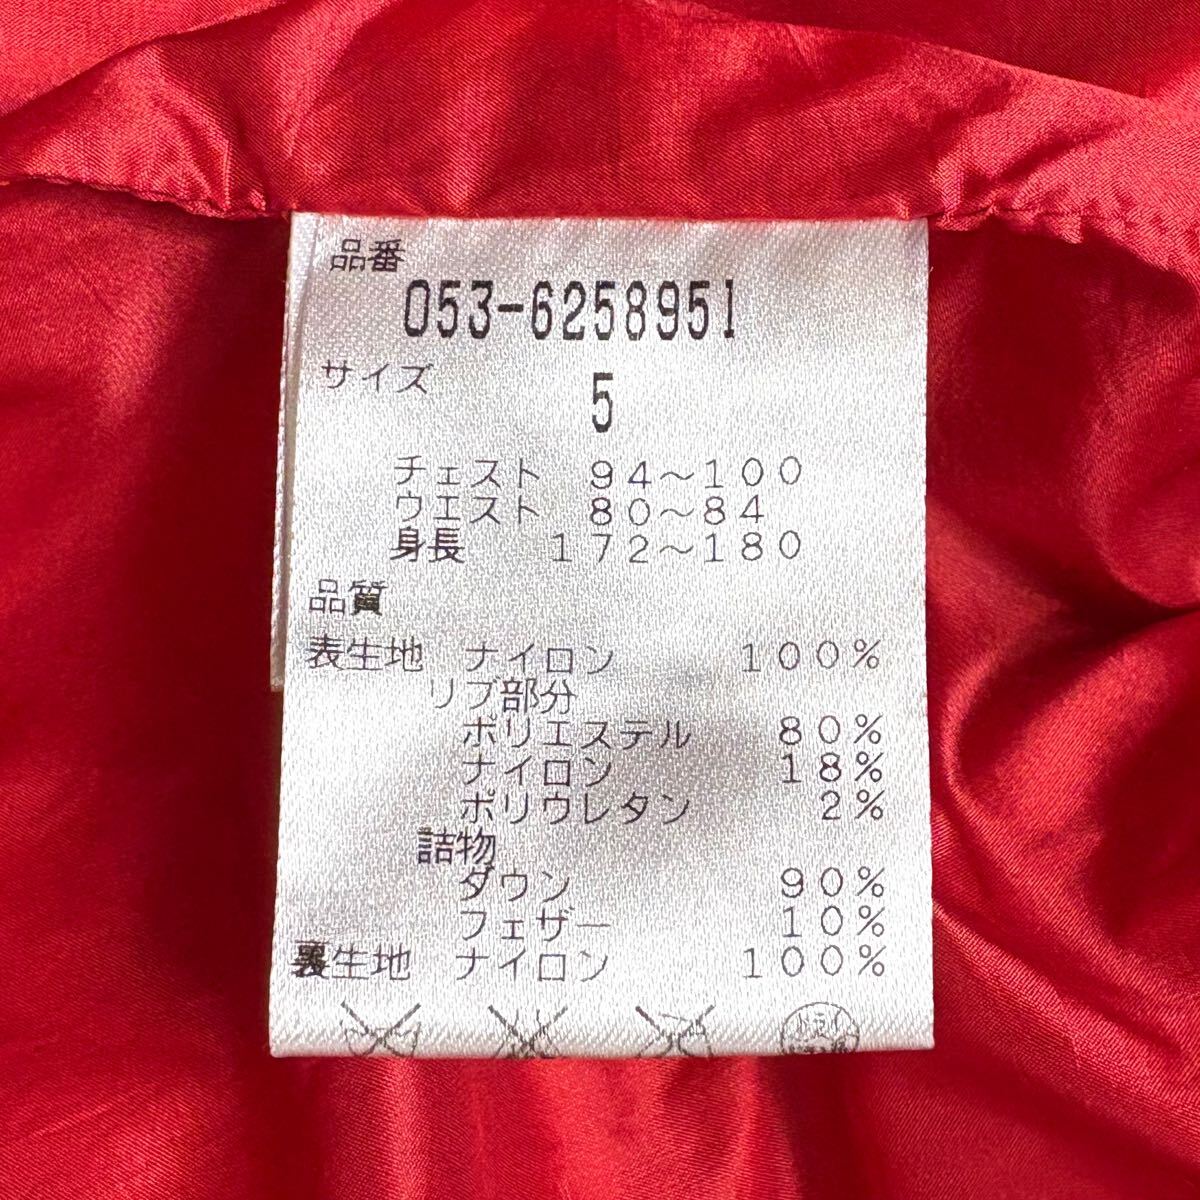 品番
053-6258951
サイズ 5
チェスト 94～100
ウエスト 80～84
身長 172～180
品質
表生地 ナイロン 100%
リブ部分
ポリエステル 80%
ナイロン 18%
ポリウレタン 2%
詰物
ダウン 90%
フェザー 10%
裏生地 ナイロン 100%
ドライ